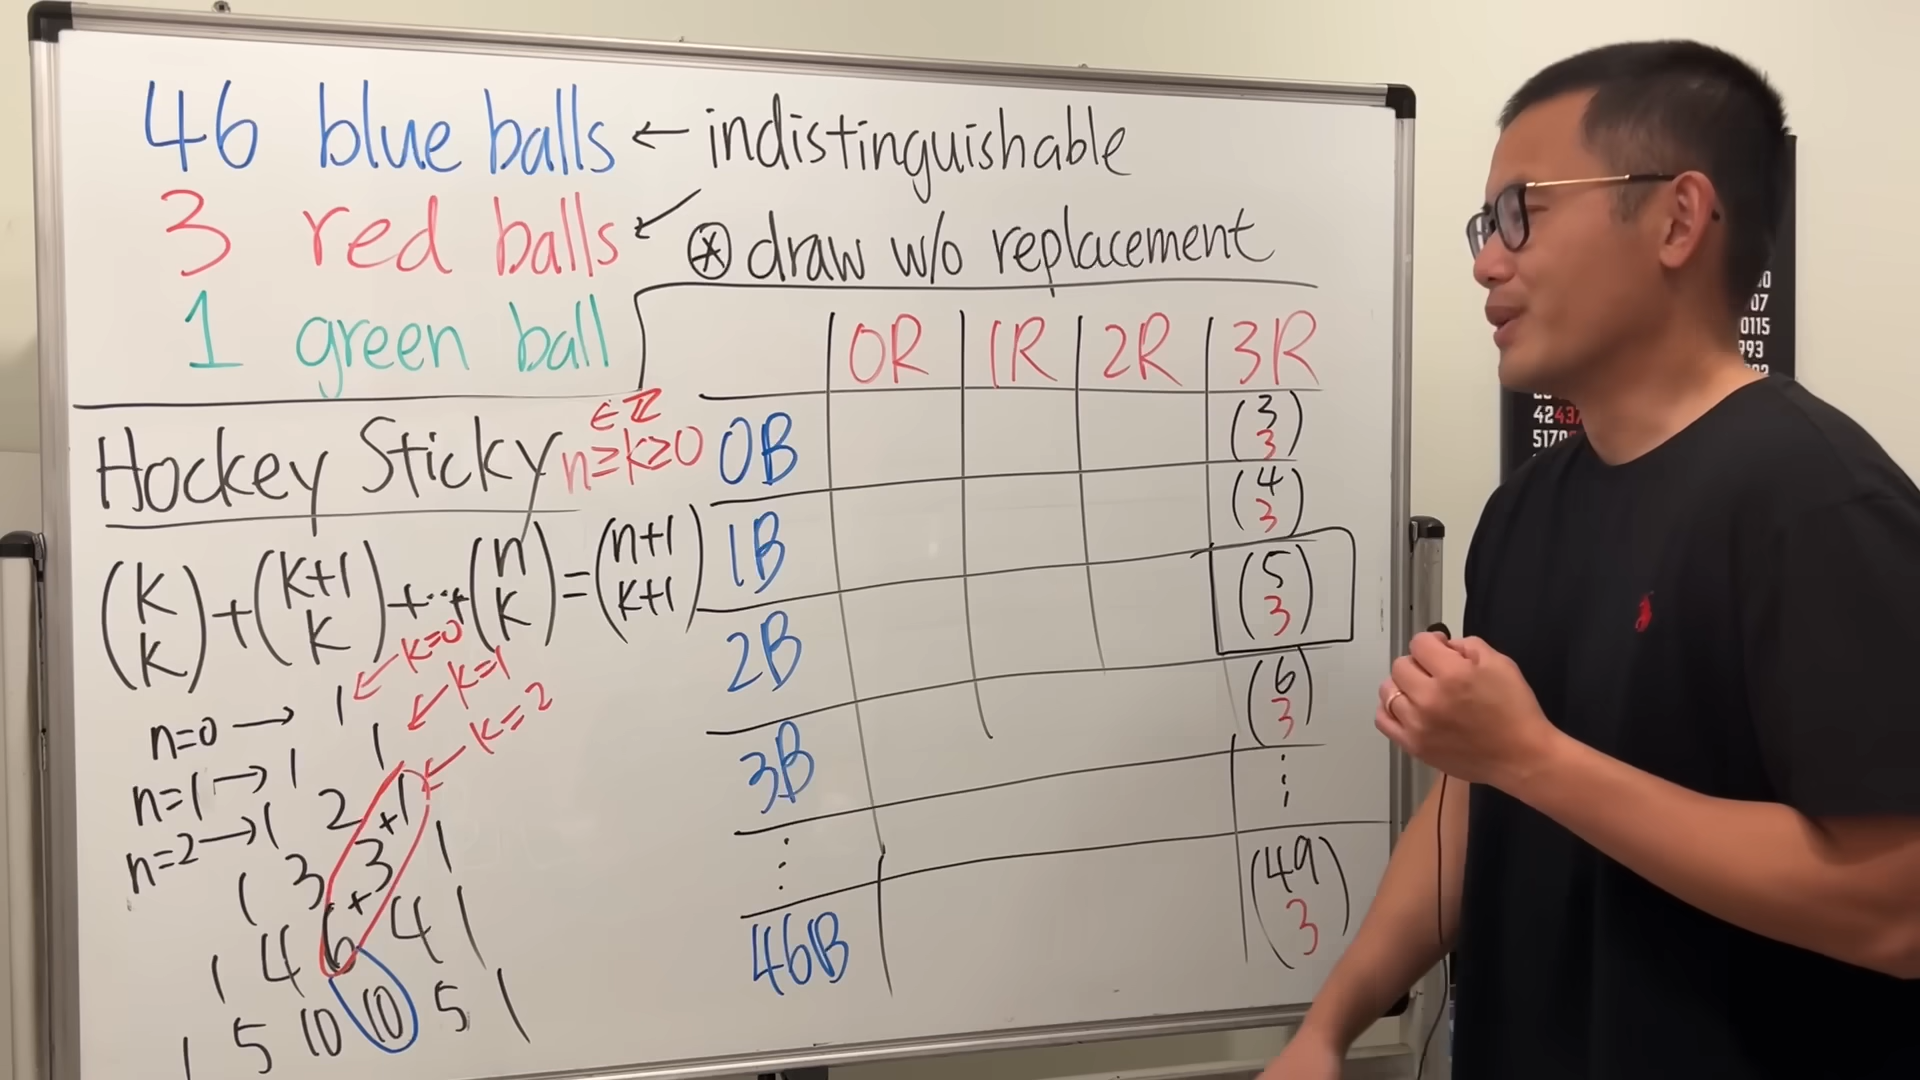 46 blue balls ← indistinguishable
3 red balls ↙
⊛ draw w/o replacement
1 green ball
Hockey Sticky
∈ ℤ
n≥k≥0
(k k) + (k+1 k) + ... + (n k) = (n+1 k+1)
n=0 → 1 ← k=0
n=1 → 1 1 ← k=1
n=2 → 1 2 + 1 ← k=2
1 3 3 1
1 4 6 + 4 1
1 5 10 10 5 1
0R 1R 2R 3R
0B (3 3)
1B (4 3)
2B (5 3)
3B (6 3)
⋮ ⋮
46B (49 3)
0115
993
42437